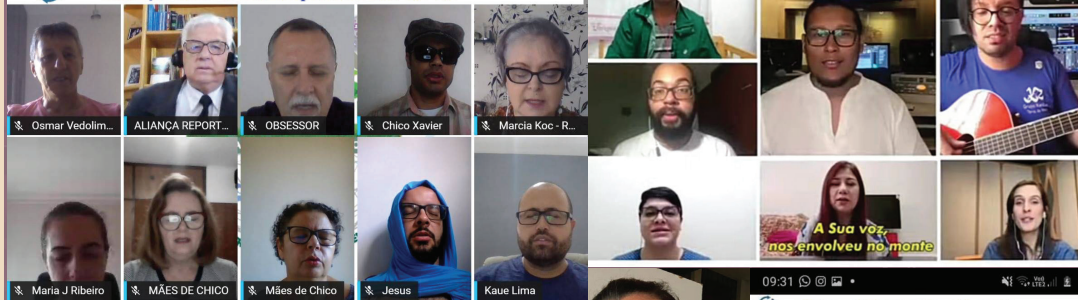 Osmar Vedolim...
ALIANÇA REPORT...
OBSESSOR
Chico Xavier
Marcia Koc - R...
Maria J Ribeiro
MÃES DE CHICO
Mães de Chico
Jesus
Kaue Lima
A Sua voz,
nos envolveu no monte
09:31